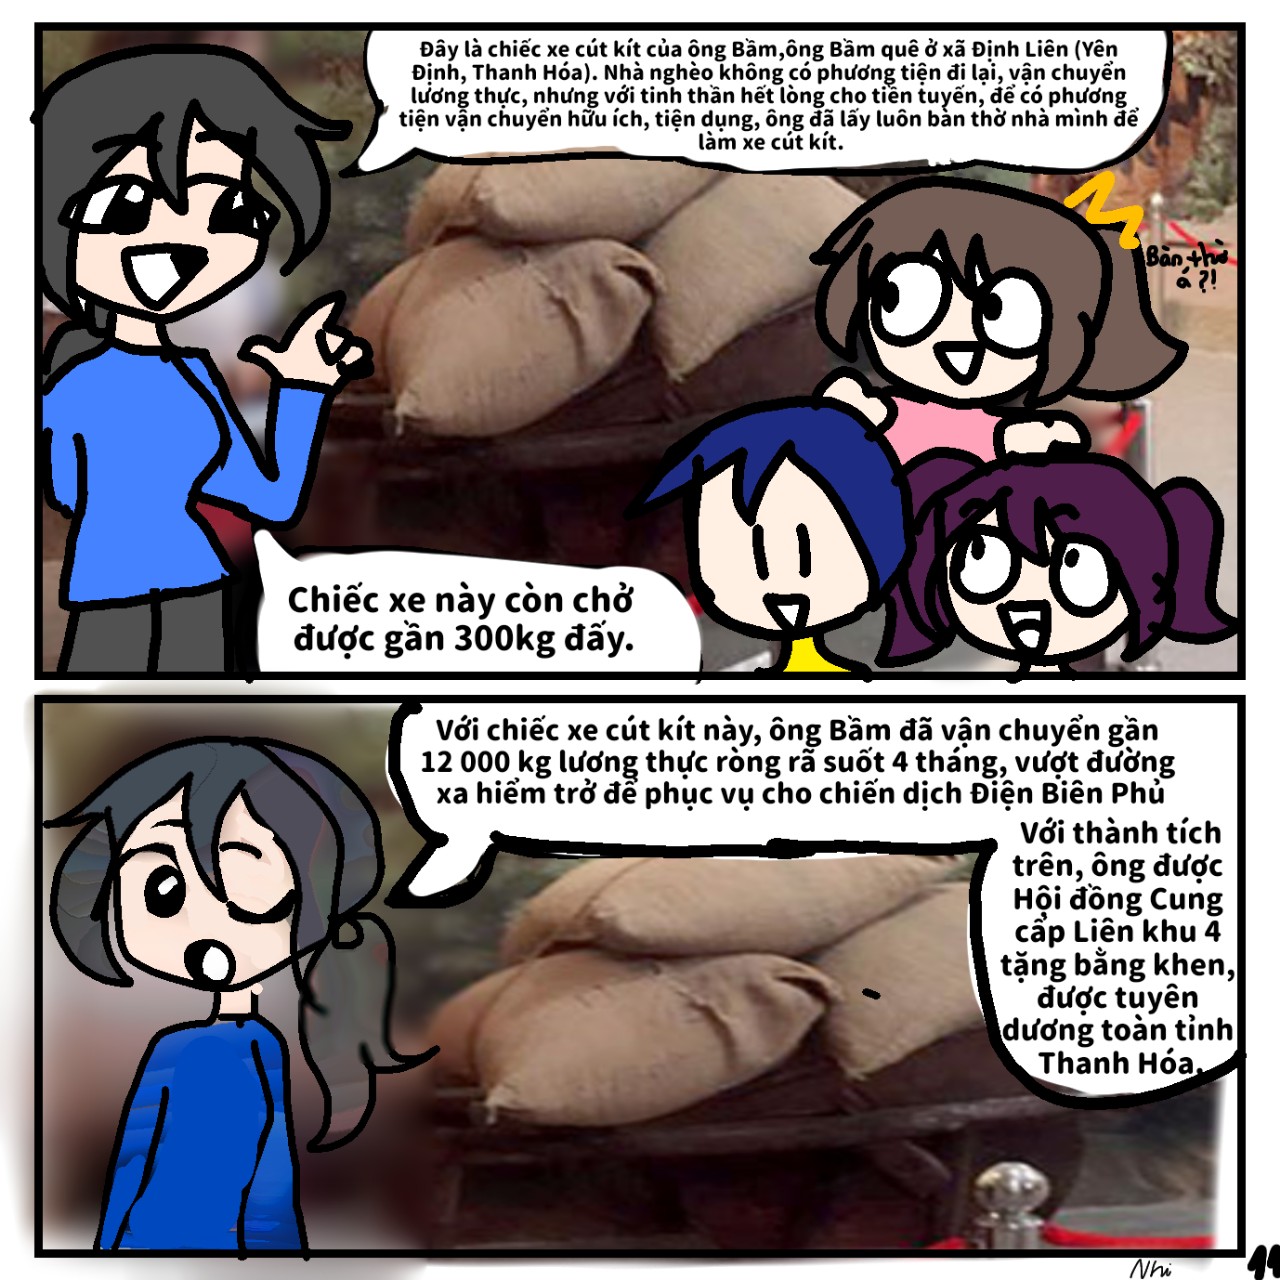 Đây là chiếc xe cút kít của ông Bầm,ông Bầm quê ở xã Định Liên (Yên
Định, Thanh Hóa). Nhà nghèo không có phương tiện đi lại, vận chuyển
lương thực, nhưng với tinh thần hết lòng cho tiền tuyến, để có phương
tiện vận chuyển hữu ích, tiện dụng, ông đã lấy luôn bàn thờ nhà mình để
làm xe cút kít.
Bàn thờ
á ?!
Chiếc xe này còn chở
được gần 300kg đấy.
Với chiếc xe cút kít này, ông Bầm đã vận chuyển gần
12 000 kg lương thực ròng rã suốt 4 tháng, vượt đường
xa hiểm trở để phục vụ cho chiến dịch Điện Biên Phủ
Với thành tích
trên, ông được
Hội đồng Cung
cấp Liên khu 4
tặng bằng khen,
được tuyên
dương toàn tỉnh
Thanh Hóa.
Nhi